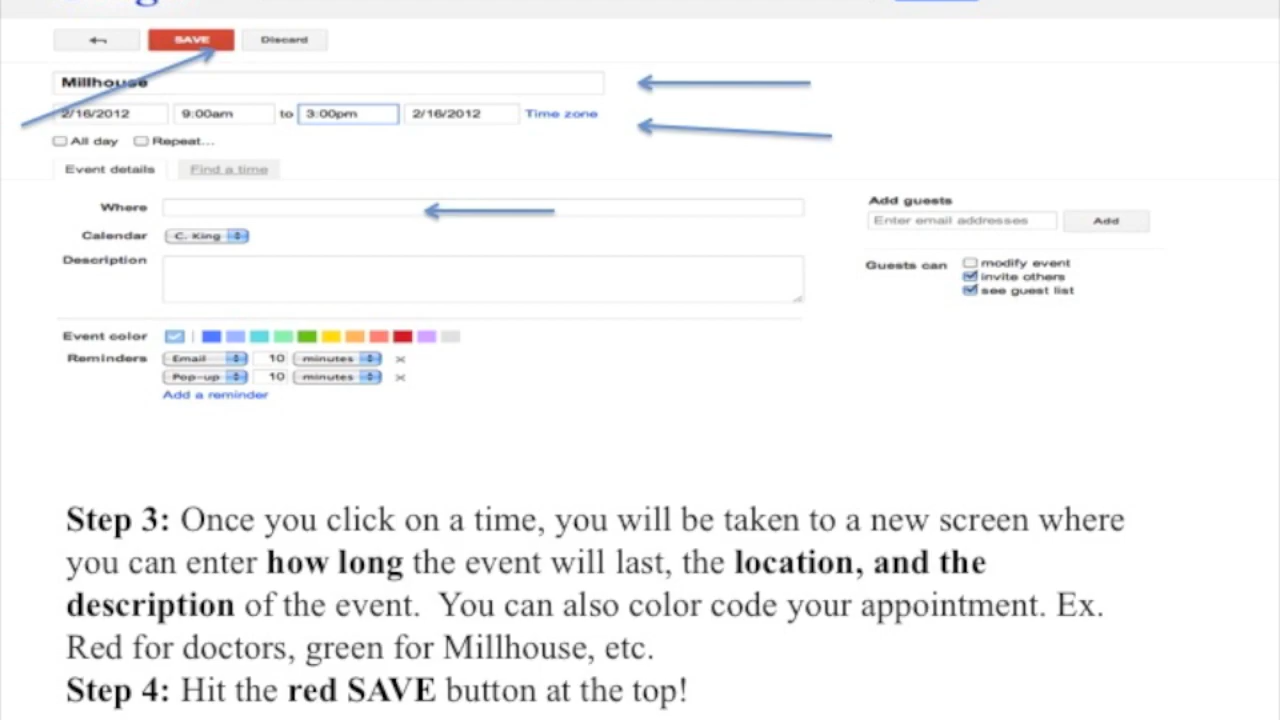 SAVE Discard
Millhouse
2/16/2012 9:00am to 3:00pm 2/16/2012 Time zone
All day Repeat...
Event details Find a time
Where
Calendar C. King
Description
Add guests
Enter email addresses Add
Guests can modify event
invite others
see guest list
Event color
Reminders Email 10 minutes ×
Pop-up 10 minutes ×
Add a reminder
Step 3: Once you click on a time, you will be taken to a new screen where
you can enter how long the event will last, the location, and the
description of the event. You can also color code your appointment. Ex.
Red for doctors, green for Millhouse, etc.
Step 4: Hit the red SAVE button at the top!